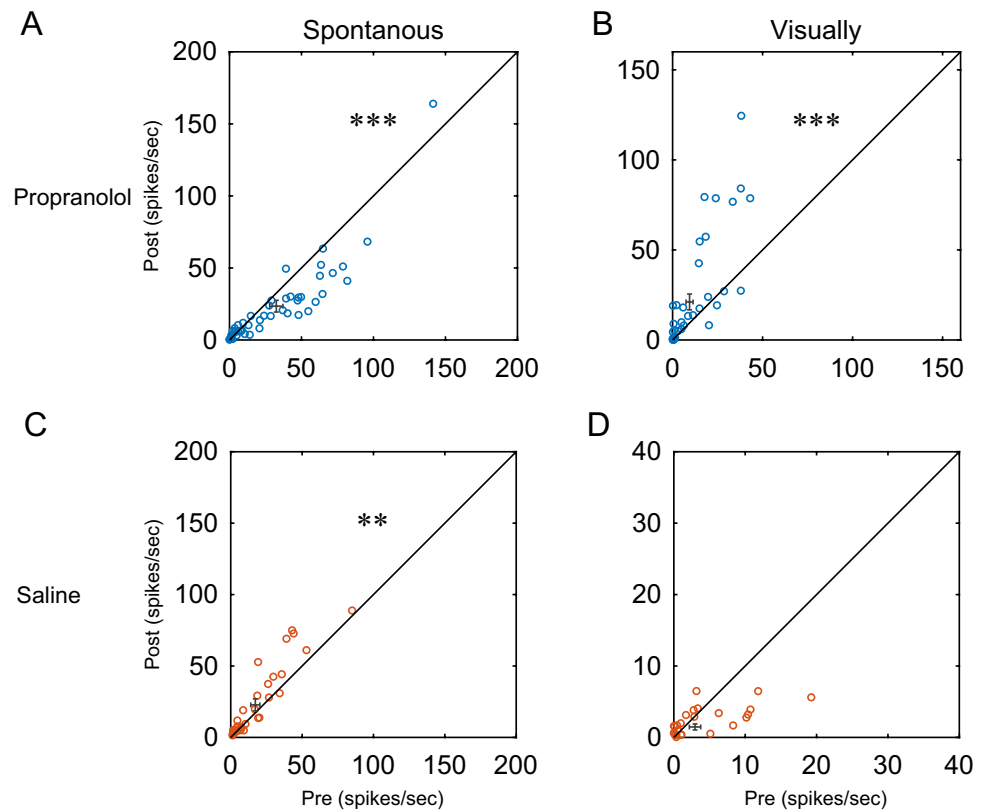 A
Spontanous
B
Visually
Propranolol
Post (spikes/sec)
200
150
100
50
0
***
0 50 100 150 200
150
100
50
0
***
0 50 100 150
C
D
Saline
Post (spikes/sec)
200
150
100
50
0
**
0 50 100 150 200
Pre (spikes/sec)
40
30
20
10
0
0 10 20 30 40
Pre (spikes/sec)